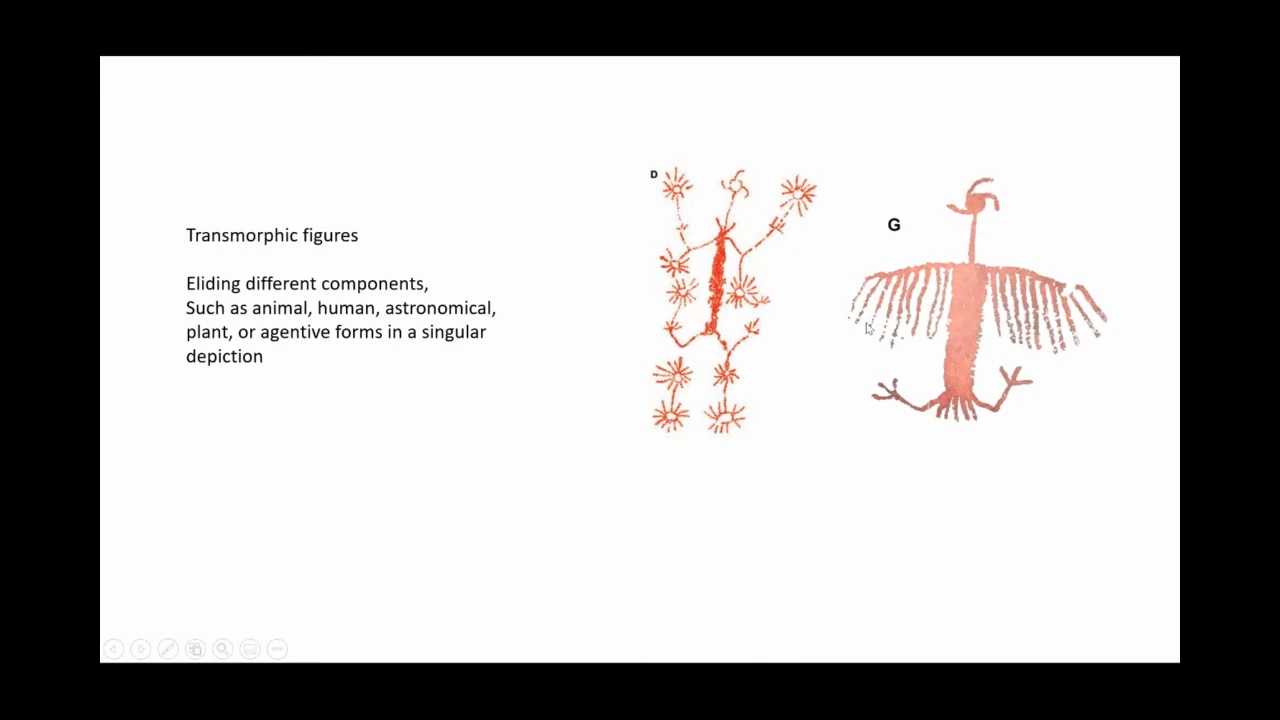 Transmorphic figures
Eliding different components,
Such as animal, human, astronomical,
plant, or agentive forms in a singular
depiction
D
G